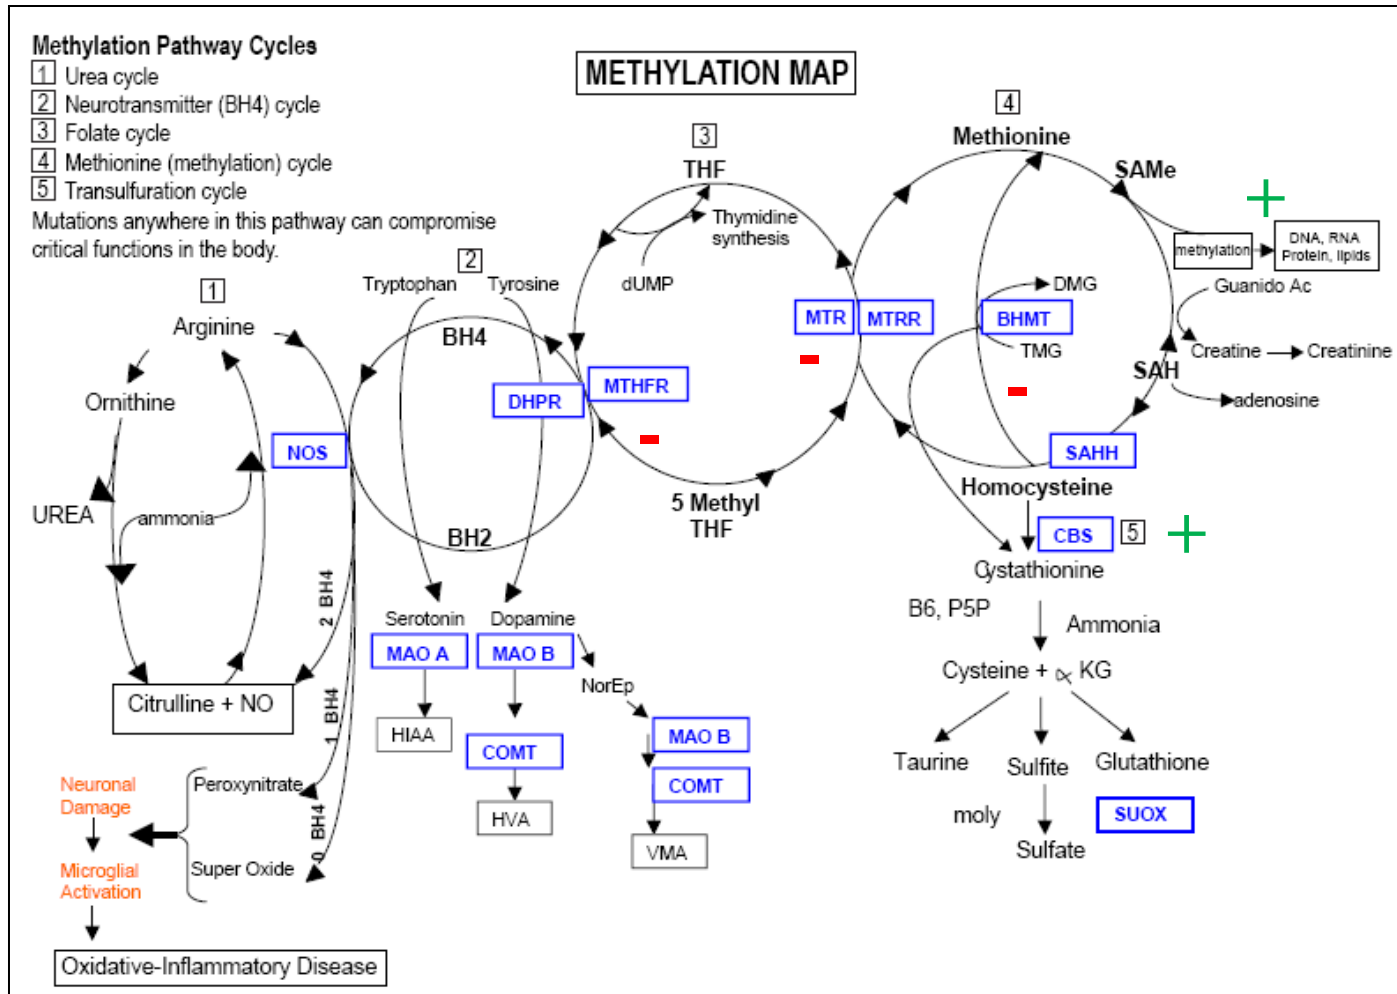 METHYLATION MAP
Methylation Pathway Cycles
1 Urea cycle
2 Neurotransmitter (BH4) cycle
3 Folate cycle
4 Methionine (methylation) cycle
5 Transulfuration cycle
Mutations anywhere in this pathway can compromise
critical functions in the body.
1
Arginine
Ornithine
UREA
ammonia
NOS
Citrulline + NO
2 BH4
1 BH4
0 BH4
Peroxynitrate
Super Oxide
Neuronal
Damage
Microglial
Activation
Oxidative-Inflammatory Disease
2
Tryptophan
Tyrosine
BH4
DHPR
MTHFR
BH2
Serotonin
Dopamine
MAO A
MAO B
NorEp
HIAA
COMT
HVA
MAO B
COMT
VMA
3
THF
Thymidine
synthesis
dUMP
MTR
MTRR
5 Methyl
THF
4
Methionine
SAMe
+
methylation
DNA, RNA
Protein, lipids
Guanido Ac
DMG
BHMT
TMG
Creatine
Creatinine
SAH
adenosine
SAHH
Homocysteine
CBS
5
+
Cystathionine
B6, P5P
Ammonia
Cysteine + ∝ KG
Taurine
Sulfite
Glutathione
moly
SUOX
Sulfate